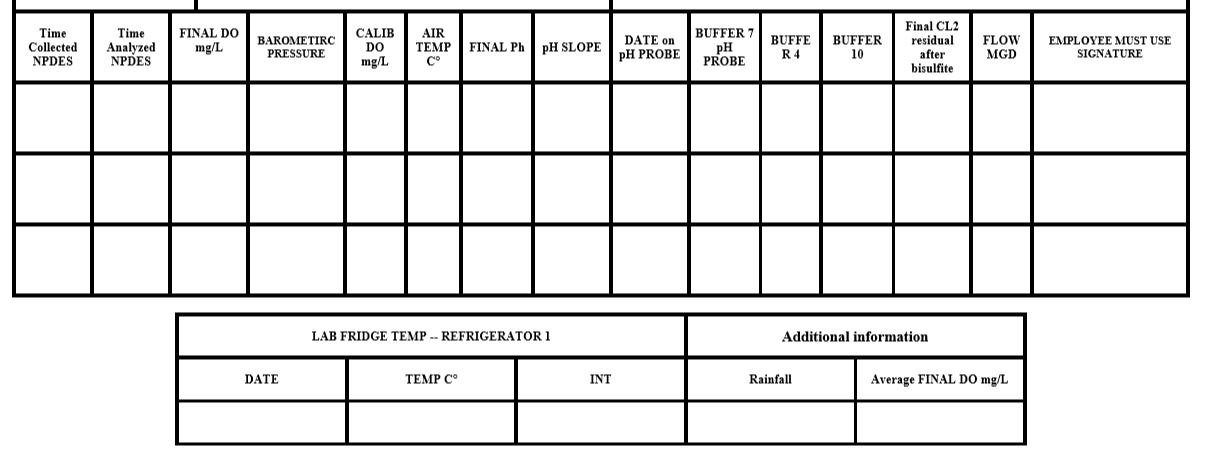 Time
Collected
NPDES
Time
Analyzed
NPDES
FINAL DO
mg/L
BAROMETIRC
PRESSURE
CALIB
DO
mg/L
AIR
TEMP
C°
FINAL Ph
pH SLOPE
DATE on
pH PROBE
BUFFER 7
pH
PROBE
BUFFE
R 4
BUFFER
10
Final CL2
residual
after
bisulfite
FLOW
MGD
EMPLOYEE MUST USE
SIGNATURE
LAB FRIDGE TEMP -- REFRIGERATOR 1
Additional information
DATE
TEMP C°
INT
Rainfall
Average FINAL DO mg/L